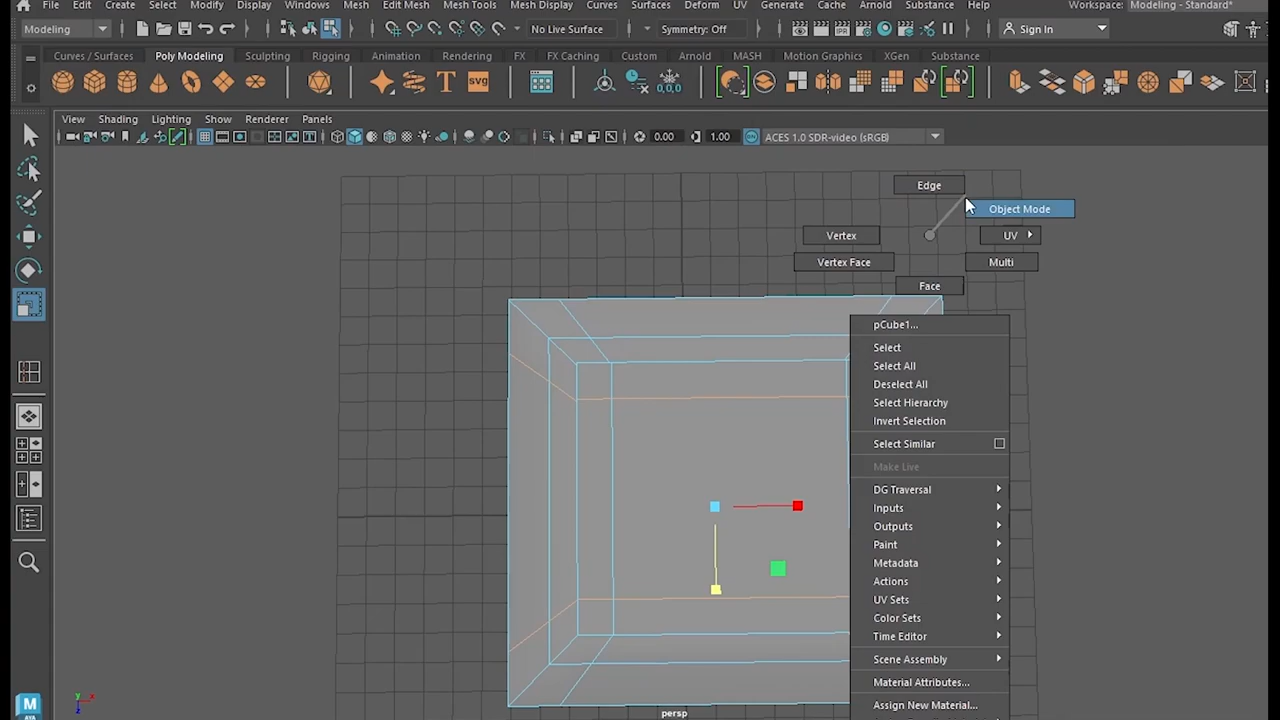 File Edit Create Select Modify Display Windows Mesh Edit Mesh Mesh Tools Mesh Display Curves Surfaces Deform UV Generate Cache Arnold Substance Help Workspace: Modeling - Standard*
Modeling No Live Surface Symmetry: Off Sign In
Curves / Surfaces Poly Modeling Sculpting Rigging Animation Rendering FX FX Caching Custom Arnold MASH Motion Graphics XGen Substance
T svg 0,0,0
View Shading Lighting Show Renderer Panels
0.00 1.00 ACES 1.0 SDR-video (sRGB)
Edge
Object Mode
Vertex UV
Vertex Face Multi
Face
pCube1...
Select
Select All
Deselect All
Select Hierarchy
Invert Selection
Select Similar
Make Live
DG Traversal
Inputs
Outputs
Paint
Metadata
Actions
UV Sets
Color Sets
Time Editor
Scene Assembly
Material Attributes...
Assign New Material...
persp
y x
z
M